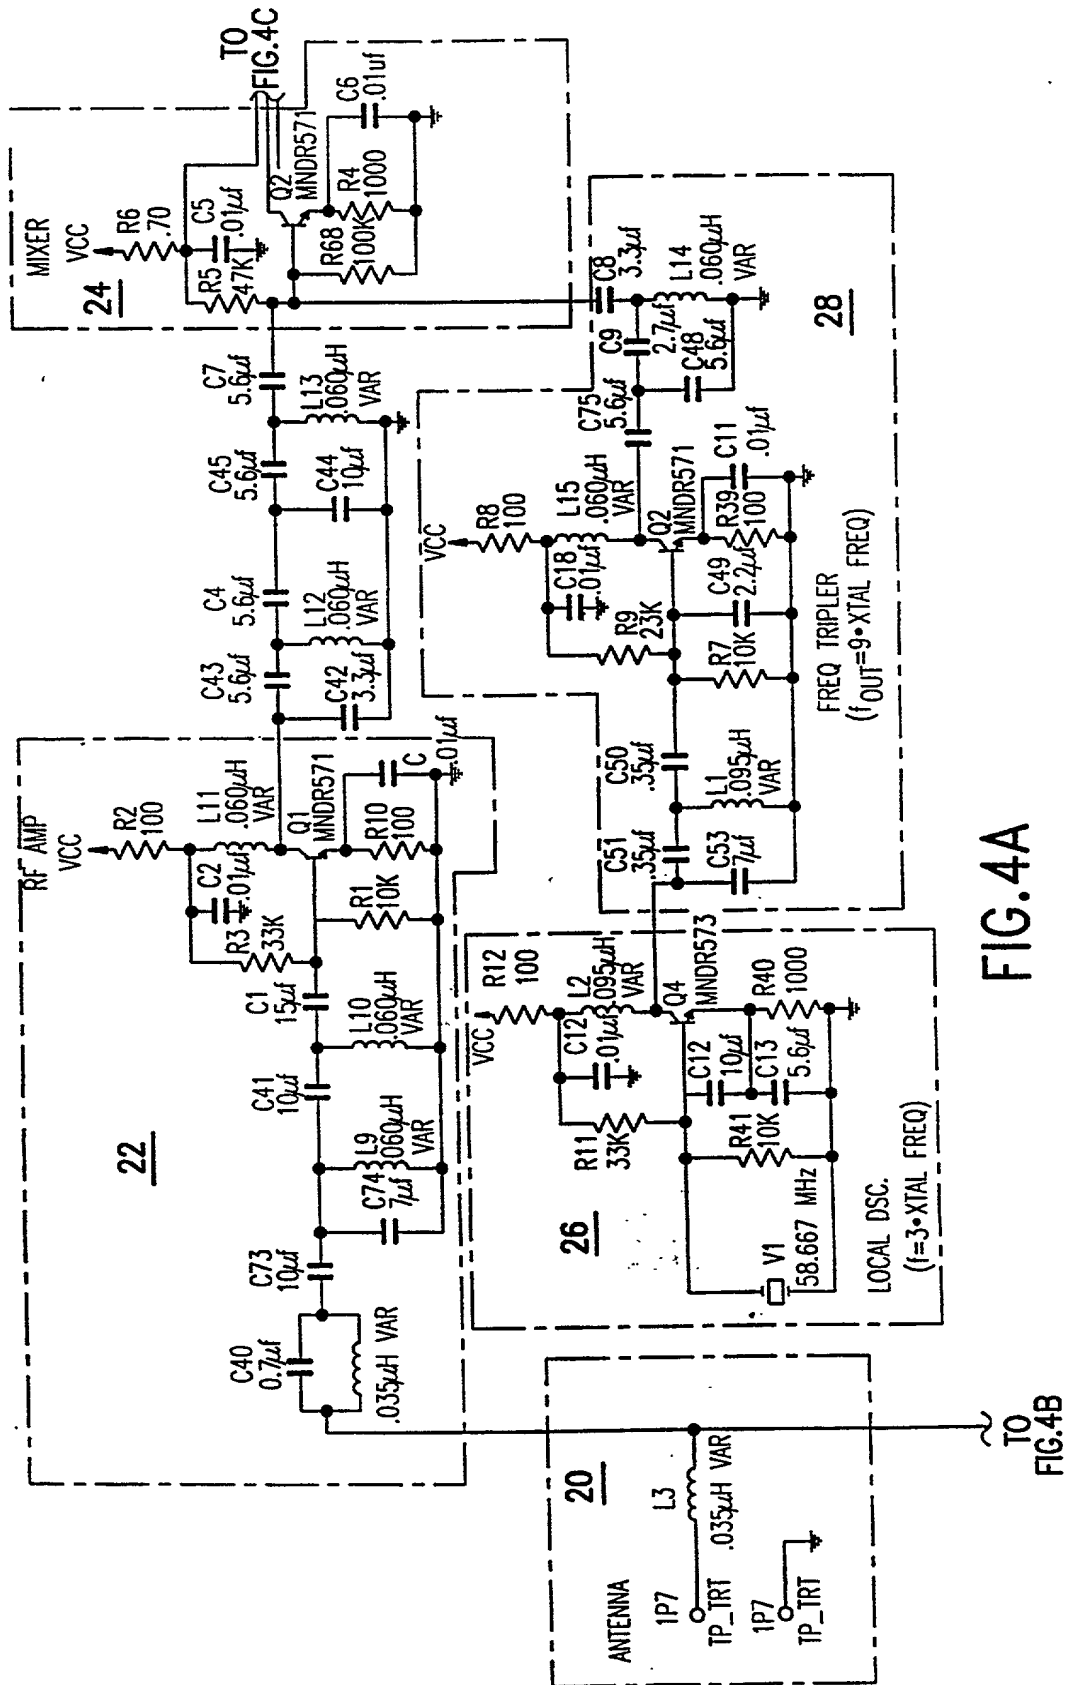 FIG.4A
ANTENNA
20
1P7
TP_TRT
1P7
TP_TRT
L3
.035µH VAR
TO
FIG.4B
RF AMP
22
C40
0.7µf
.035µH VAR
C73
10µf
C74
7µf
L9
.060µH
VAR
C41
10µf
L10
.060µH
VAR
C1
15µf
R3
33K
C2
.01µf
VCC
R2
100
L11
.060µH
VAR
Q1
MNDR571
R1
10K
R10
100
C
.01µf
C42
3.3µf
C43
5.6µf
L12
.060µH
VAR
C4
5.6µf
C44
10µf
C45
5.6µf
L13
.060µH
VAR
C7
5.6µf
MIXER
24
VCC
R6
.70
R5
47K
C5
.01µf
Q2
MNDR571
R68
100K
R4
1000
C6
.01uf
TO
FIG.4C
LOCAL DSC.
(f=3•XTAL FREQ)
26
V1
58.667 MHz
R11
33K
R41
10K
VCC
R12
100
C12
.01µf
L2
.095µH
VAR
Q4
MNDR573
C12
10µf
C13
5.6µf
R40
1000
FREQ TRIPLER
(fOUT=9•XTAL FREQ)
28
C51
.35µf
C53
7µf
C50
.35µf
L1
.095µH
VAR
R7
10K
R9
23K
C18
.01µf
VCC
R8
100
L15
.060µH
VAR
Q2
MNDR571
C49
2.2µf
R39
100
C11
.01µf
C75
5.6µf
C9
2.7µf
C48
5.6µf
C8
3.3µf
L14
.060µH
VAR